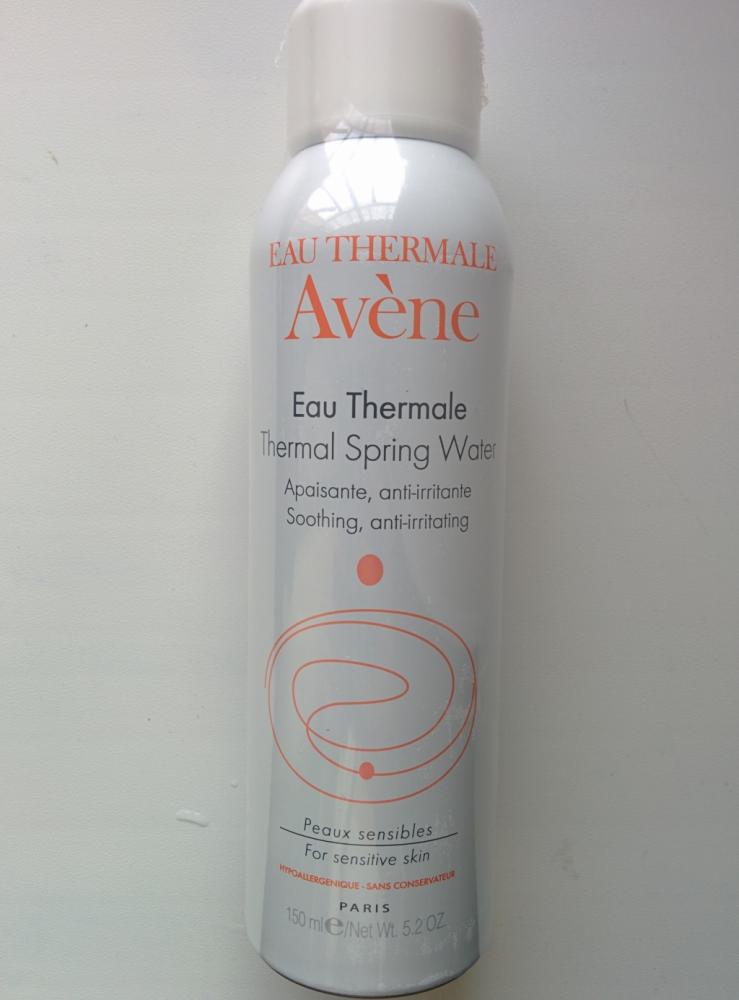 EAU THERMALE
Avène
Eau Thermale
Thermal Spring Water
Apaisante, anti-irritante
Soothing, anti-irritating
Peaux sensibles
For sensitive skin
HYPOALLERGENIQUE - SANS CONSERVATEUR
PARIS
150 ml℮/Net Wt. 5.2 OZ